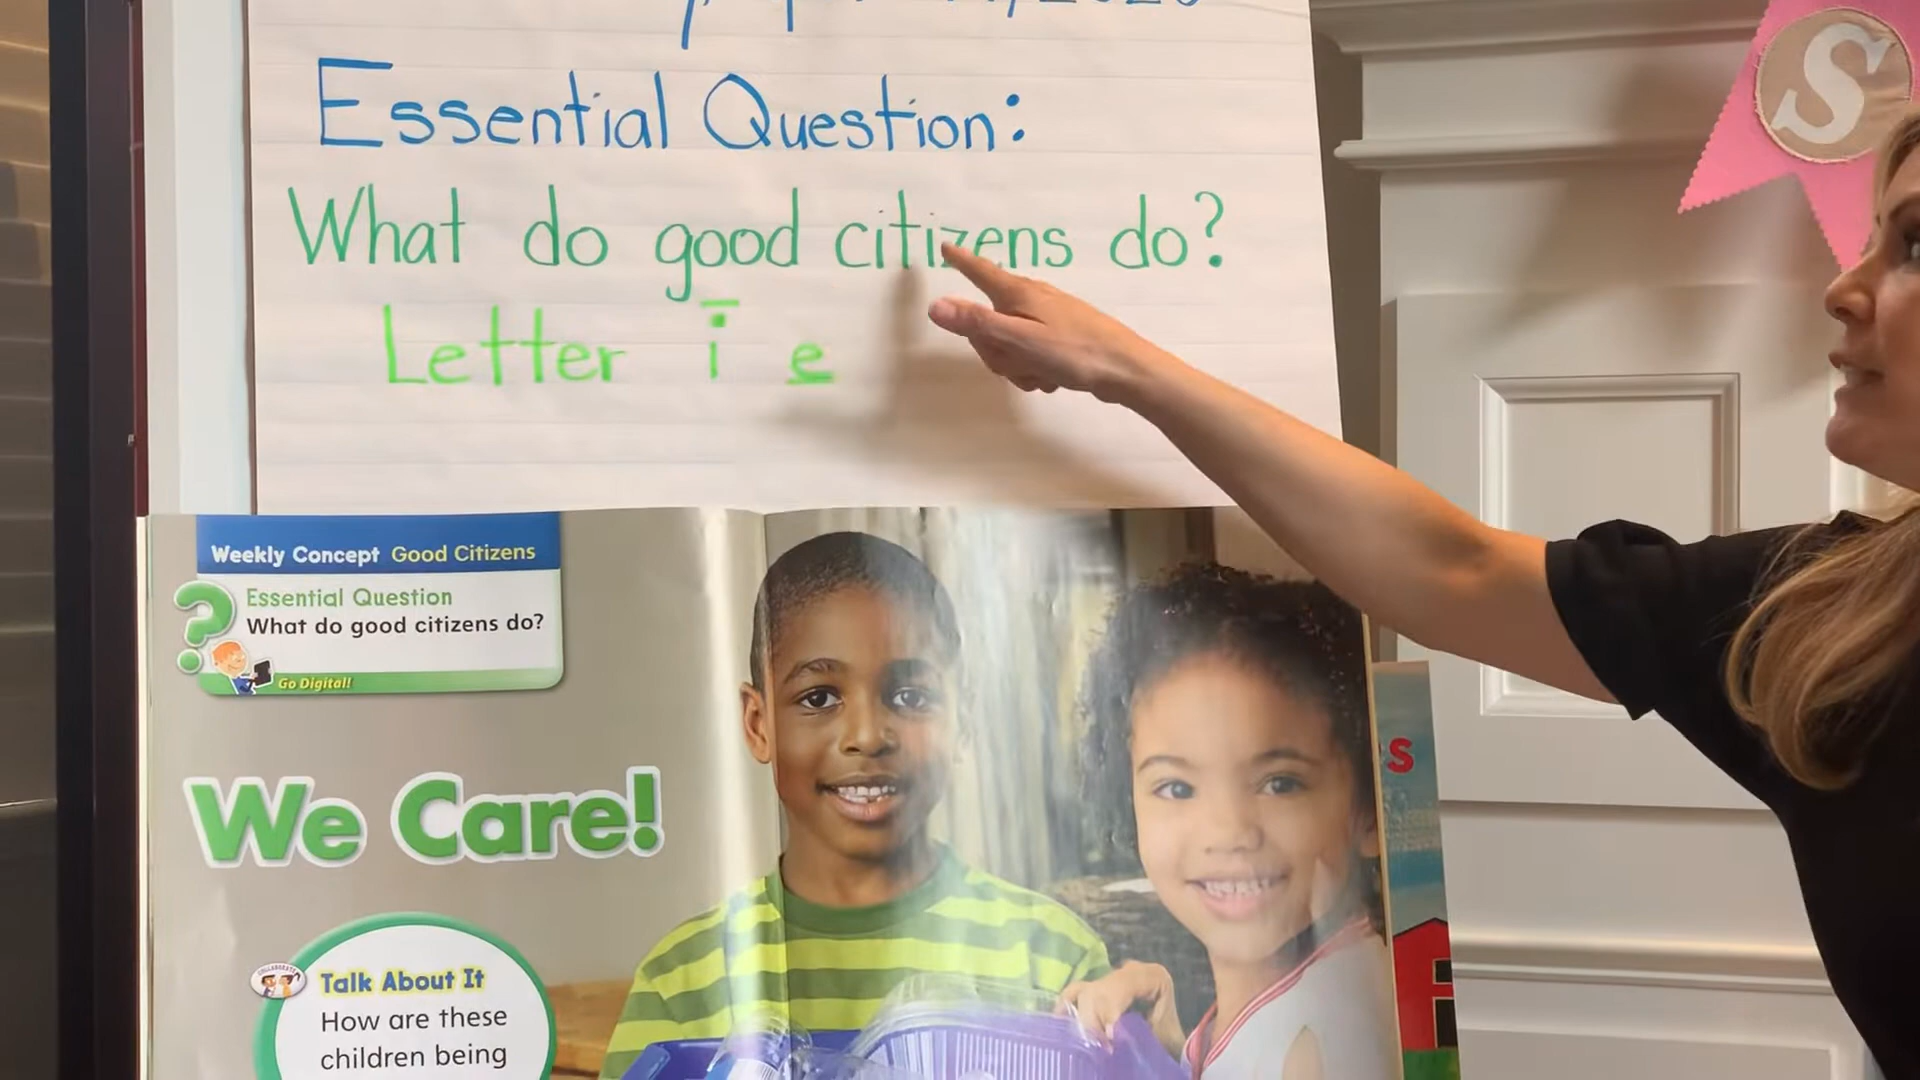 Essential Question:
What do good citizens do?
Letter ī e
S
Weekly Concept Good Citizens
Essential Question
What do good citizens do?
Go Digital!
We Care!
COLLABORATE
Talk About It
How are these
children being
s